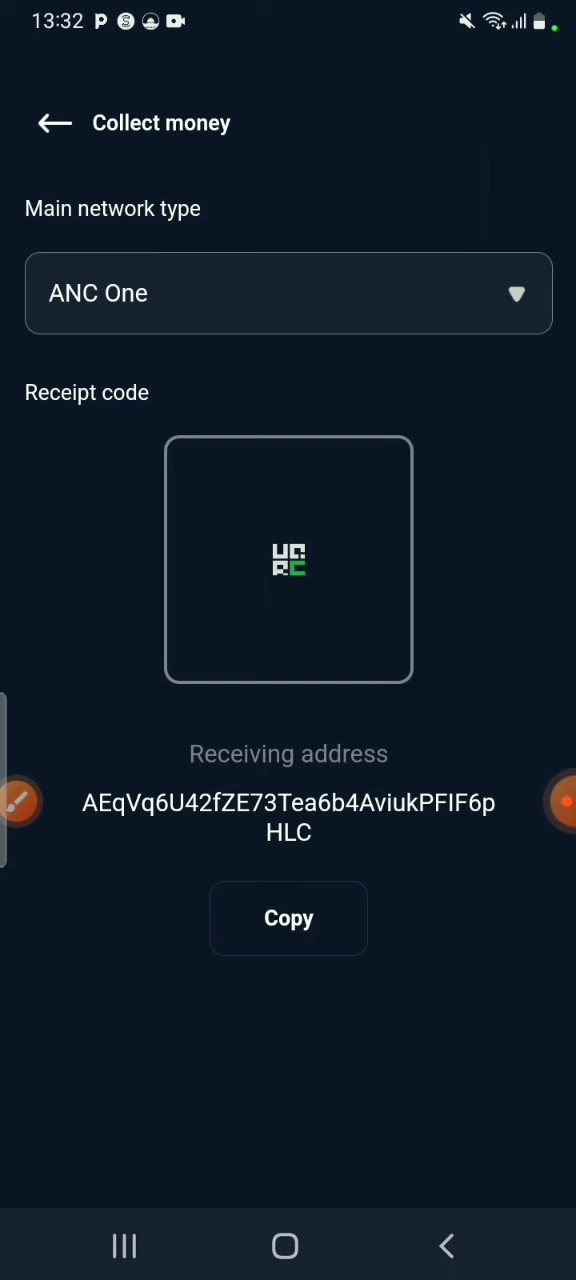 13:32
Collect money
Main network type
ANC One
Receipt code
Receiving address
AEqVq6U42fZE73Tea6b4AviukPFIF6p
HLC
Copy